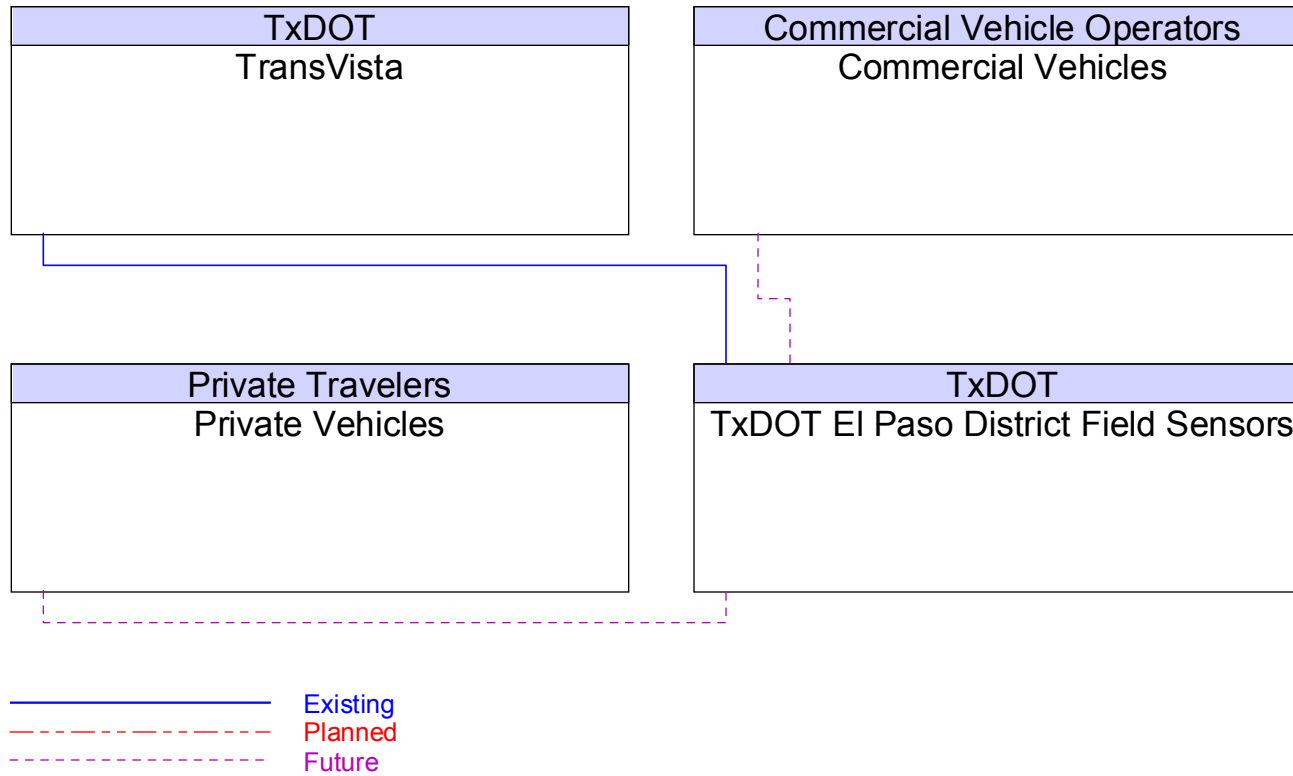 TxDOT
TransVista
Commercial Vehicle Operators
Commercial Vehicles
Private Travelers
Private Vehicles
TxDOT
TxDOT El Paso District Field Sensors
Existing
Planned
Future